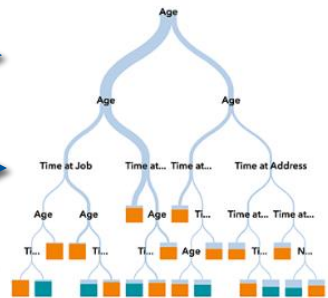 Age
Age Age
Time at Job Time at... Time at... Time at Address
Age Age Age Ti... Time at... Time at...
Ti... Ti... Ti... Age Ti... N...